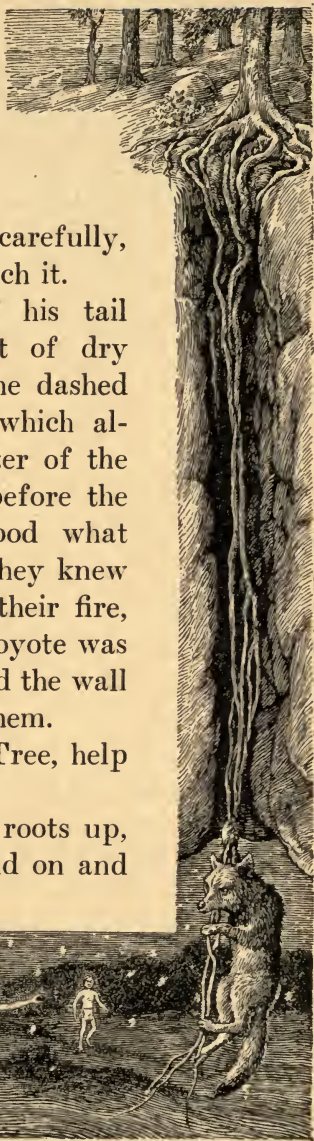 carefully,
ch it.
his tail
t of dry
he dashed
which al-
ter of the
before the
ood what
hey knew
their fire,
oyote was
d the wall
hem.
Tree, help
roots up,
d on and